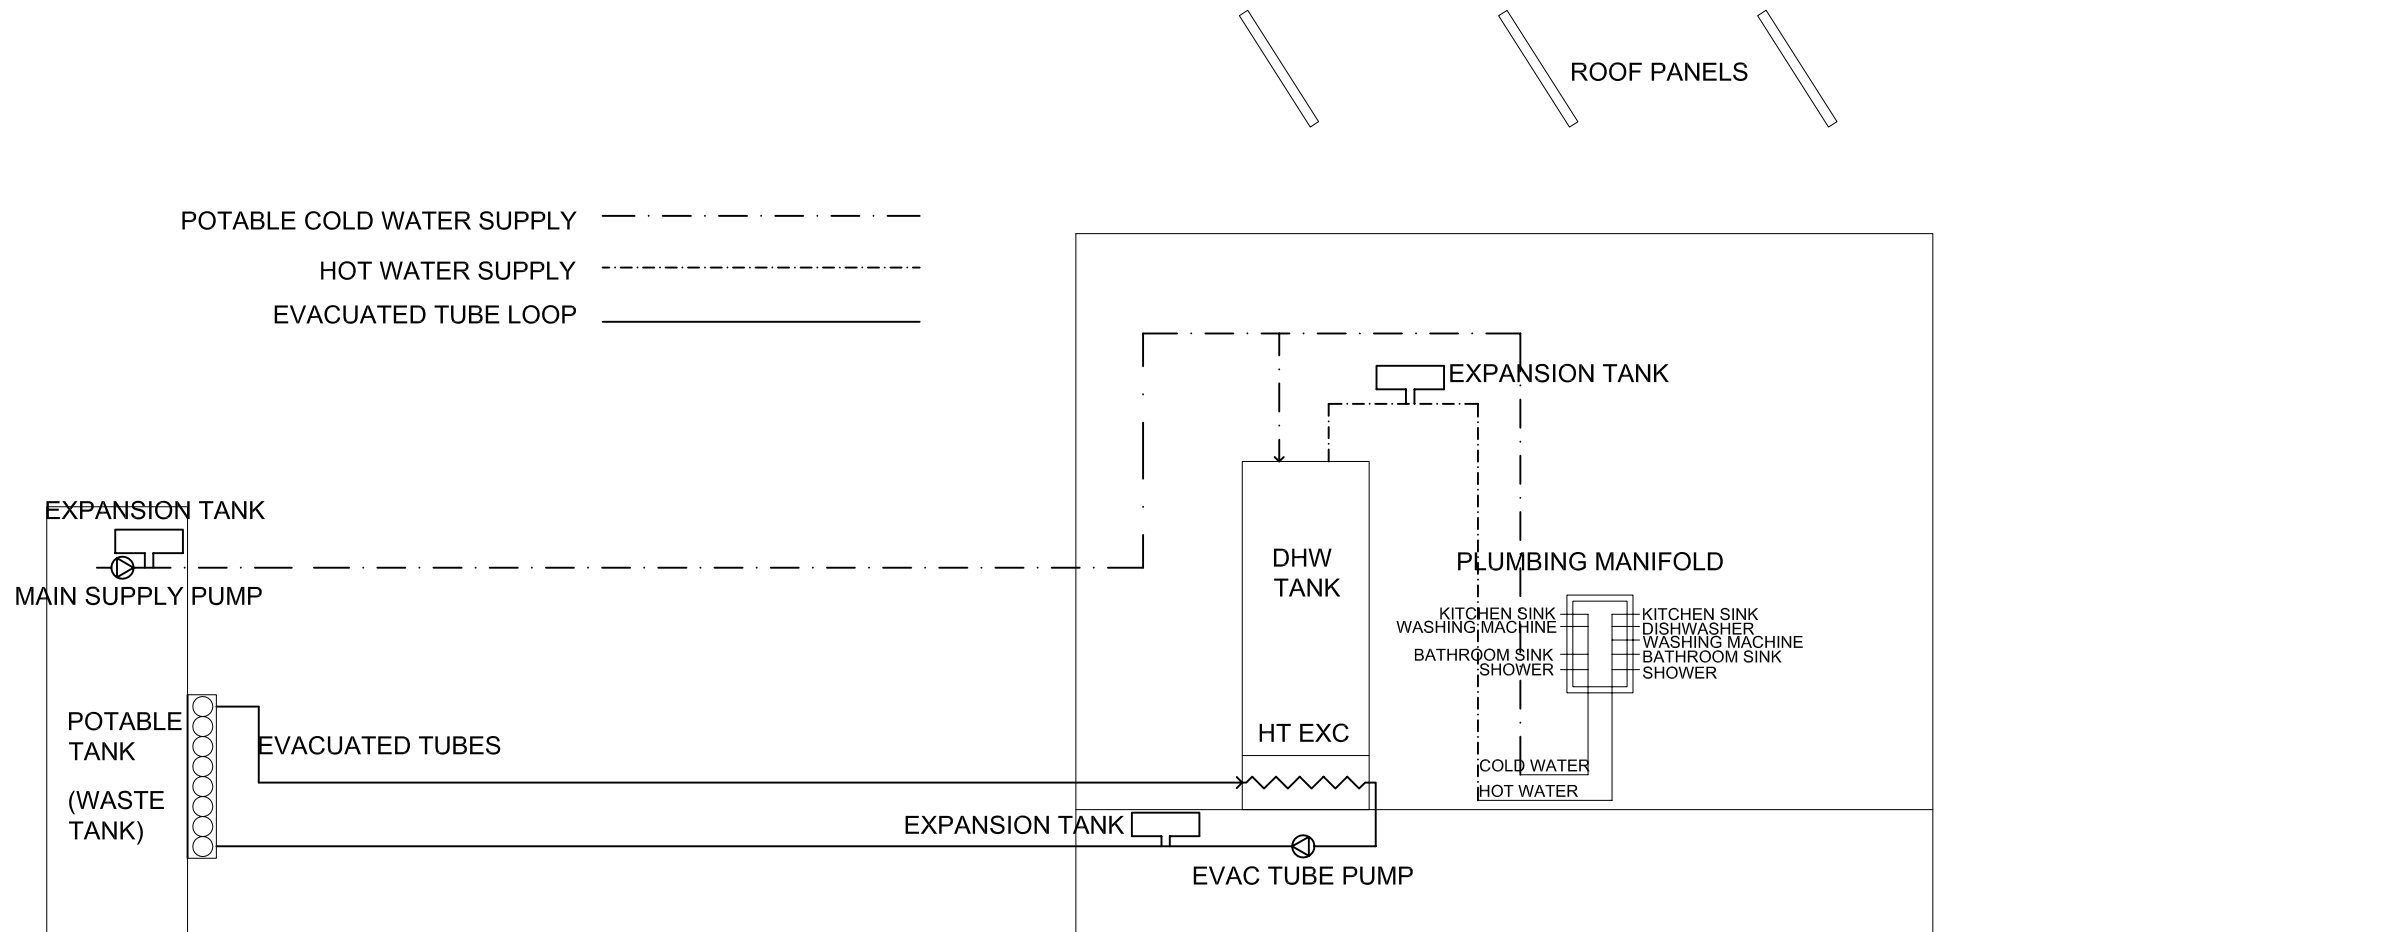 ROOF PANELS
POTABLE COLD WATER SUPPLY
HOT WATER SUPPLY
EVACUATED TUBE LOOP
EXPANSION TANK
EXPANSION TANK
MAIN SUPPLY PUMP
DHW
TANK
PLUMBING MANIFOLD
KITCHEN SINK
WASHING MACHINE
BATHROOM SINK
SHOWER
KITCHEN SINK
DISHWASHER
WASHING MACHINE
BATHROOM SINK
SHOWER
POTABLE
TANK
(WASTE
TANK)
EVACUATED TUBES
HT EXC
COLD WATER
HOT WATER
EXPANSION TANK
EVAC TUBE PUMP